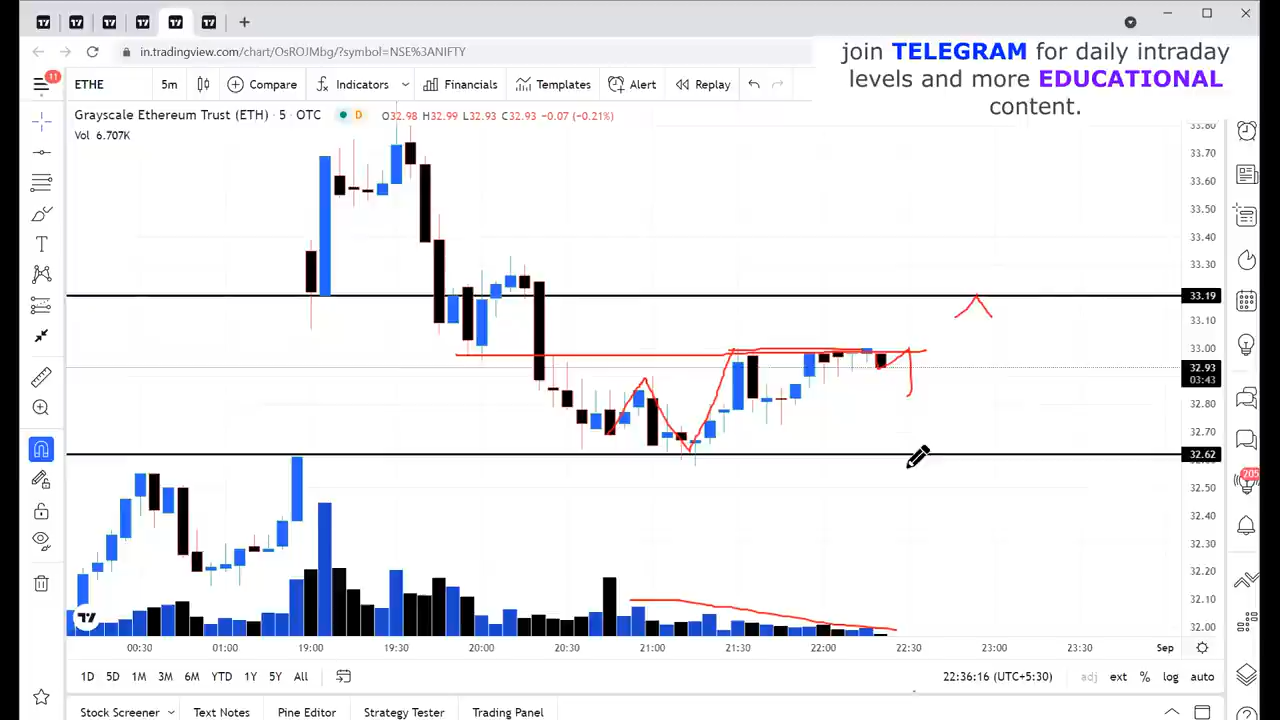 in.tradingview.com/chart/OsROJMbg/?symbol=NSE%3ANIFTY
join TELEGRAM for daily intraday
levels and more EDUCATIONAL
content.
11
ETHE 5m Compare Indicators Financials Templates Alert Replay
Grayscale Ethereum Trust (ETH) · 5 · OTC D O32.98 H32.99 L32.93 C32.93 −0.07 (−0.21%)
Vol 6.707K
33.80
33.70
33.60
33.50
33.40
33.30
33.19
33.10
33.00
32.93
03:43
32.80
32.70
32.62
32.50
205
32.40
32.30
32.20
32.10
32.00
00:30 01:00 19:00 19:30 20:00 20:30 21:00 21:30 22:00 22:30 23:00 23:30 Sep
1D 5D 1M 3M 6M YTD 1Y 5Y All 22:36:16 (UTC+5:30) adj ext % log auto
Stock Screener Text Notes Pine Editor Strategy Tester Trading Panel